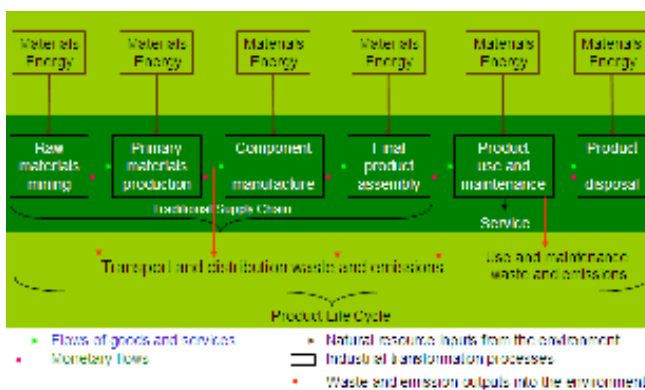 Materials
Energy
Materials
Energy
Materials
Energy
Materials
Energy
Materials
Energy
Materials
Energy
Raw
materials
mining
Primary
materials
production
Component
manufacture
Final
product
assembly
Product
use and
maintenance
Product
disposal
Traditional Supply Chain
Service
Transport and distribution waste and emissions
Use and maintenance
waste and emissions
Product Life Cycle
Flows of goods and services
Monetary flows
Natural resource inputs from the environment
Industrial transformation processes
Waste and emission outputs into the environment